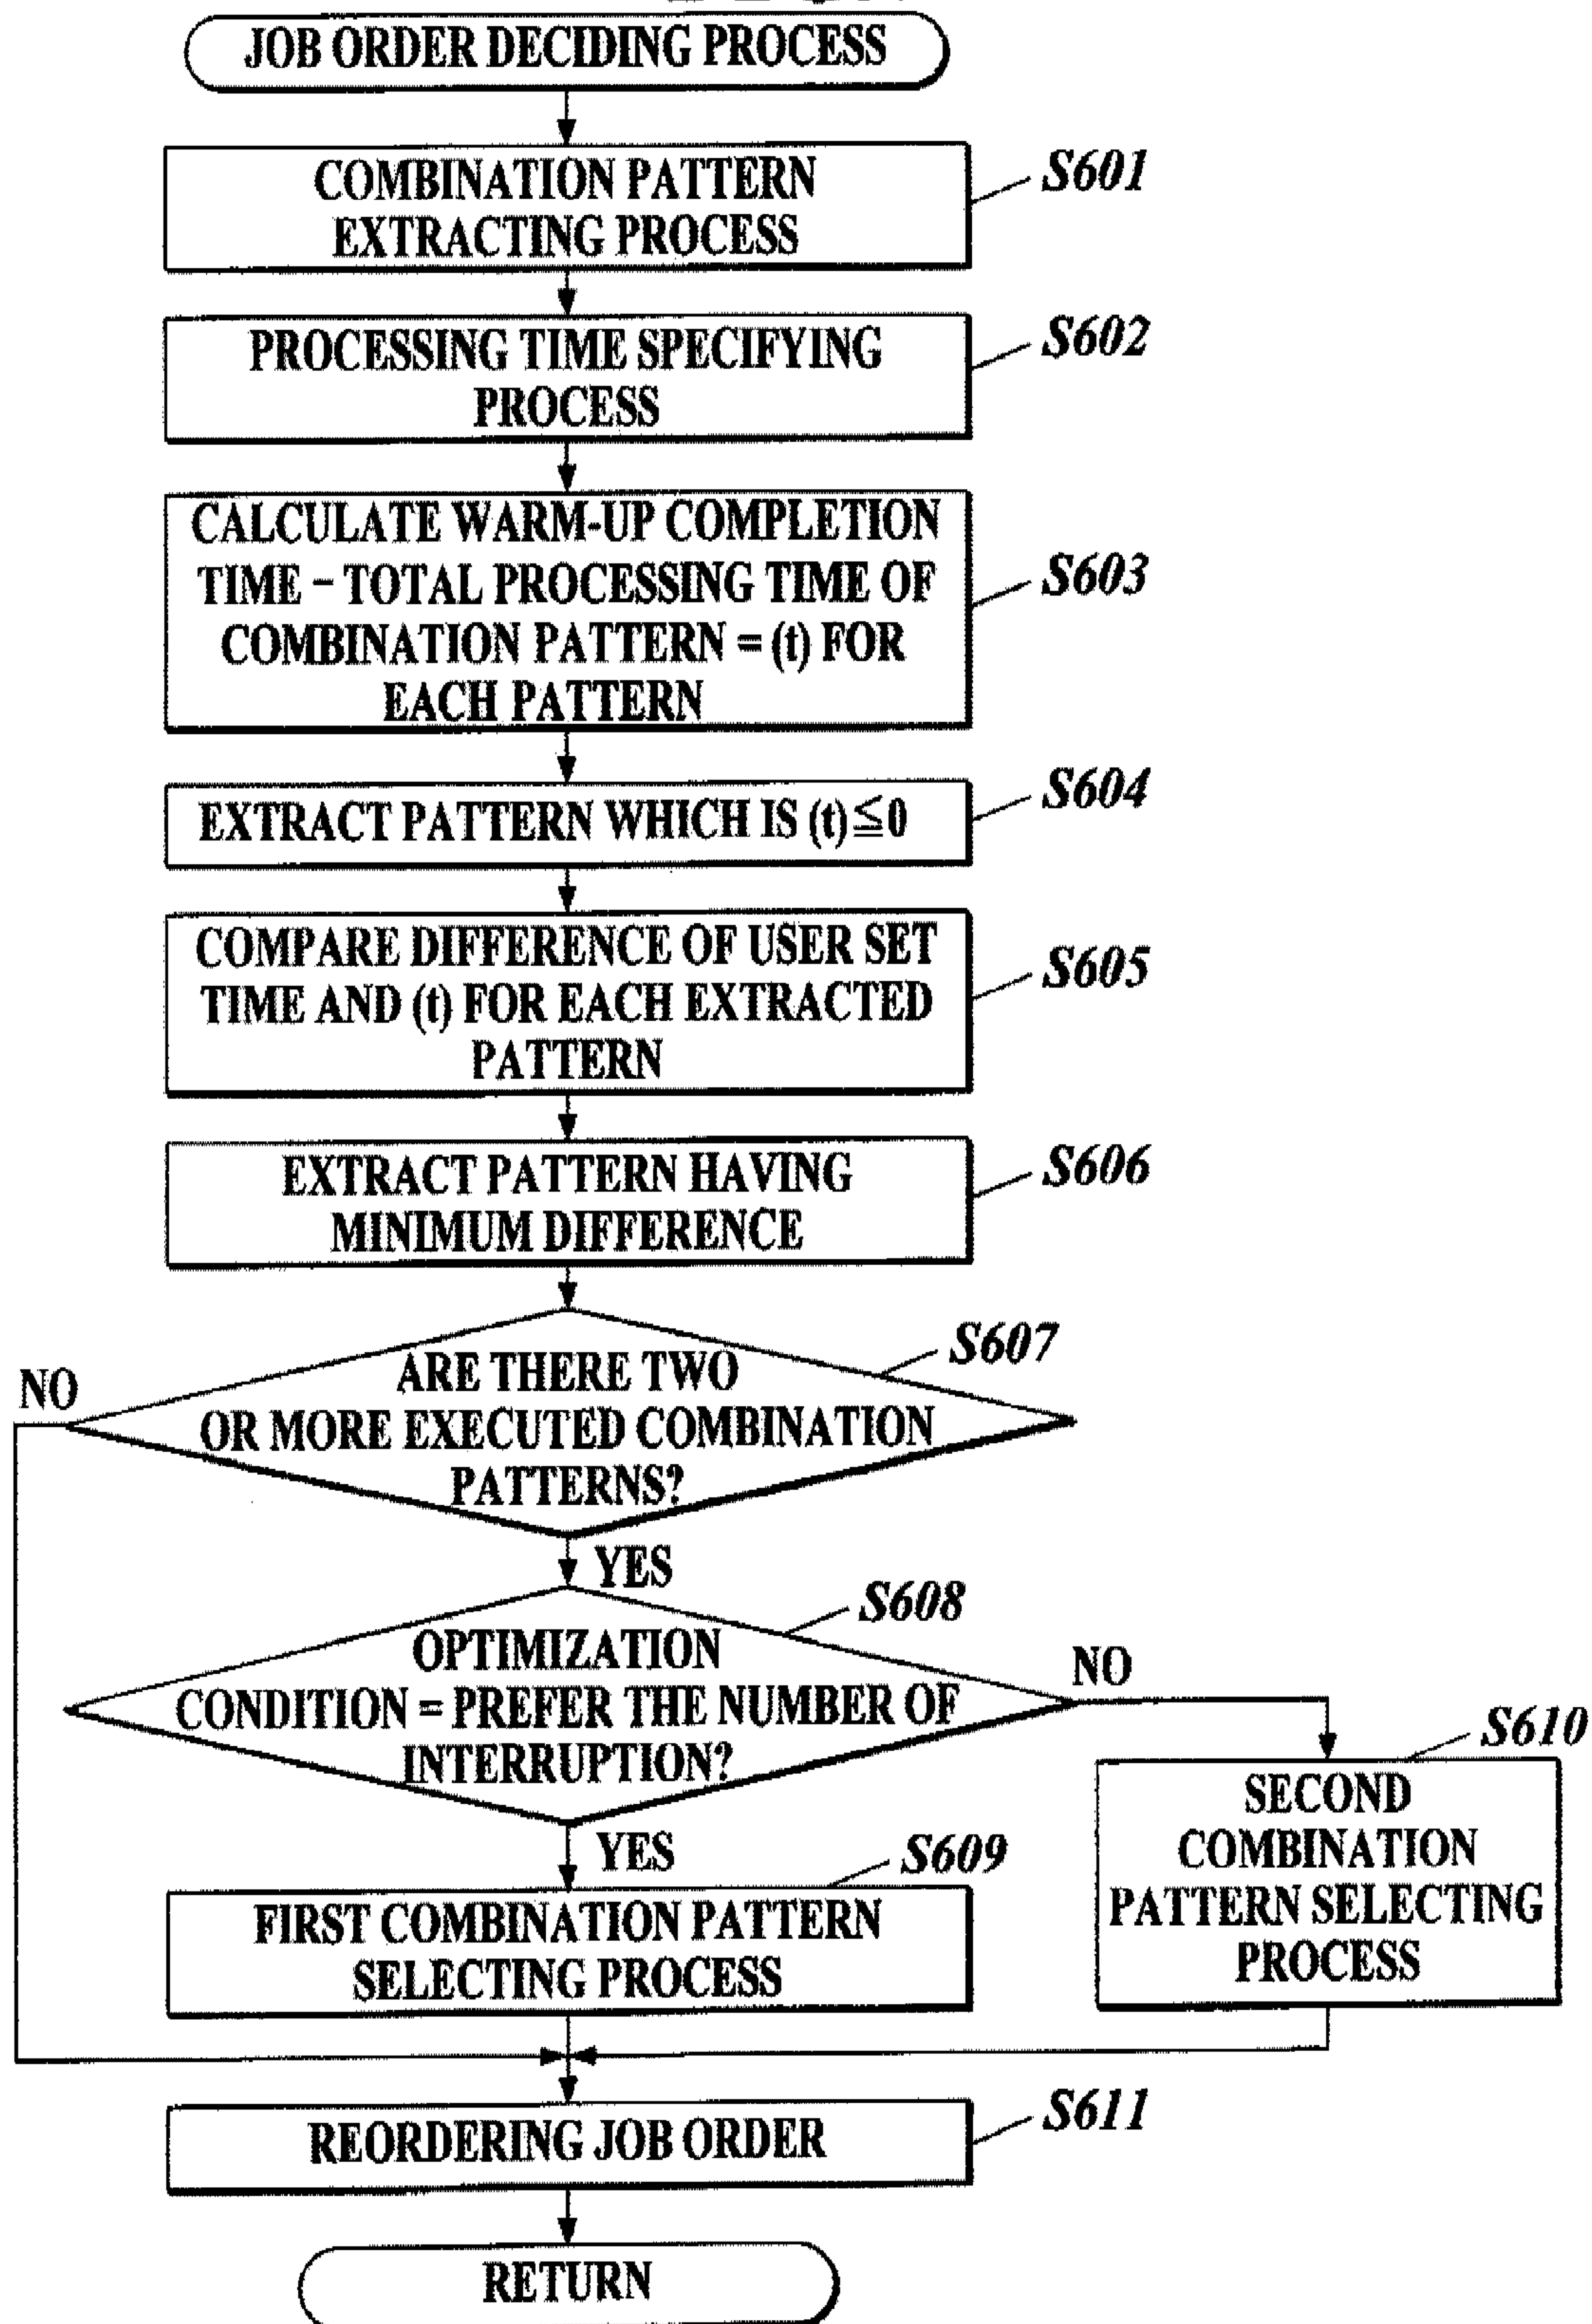 JOB ORDER DECIDING PROCESS
COMBINATION PATTERN
EXTRACTING PROCESS
S601
PROCESSING TIME SPECIFYING
PROCESS
S602
CALCULATE WARM-UP COMPLETION
TIME - TOTAL PROCESSING TIME OF
COMBINATION PATTERN = (t) FOR
EACH PATTERN
S603
EXTRACT PATTERN WHICH IS (t)≦0
S604
COMPARE DIFFERENCE OF USER SET
TIME AND (t) FOR EACH EXTRACTED
PATTERN
S605
EXTRACT PATTERN HAVING
MINIMUM DIFFERENCE
S606
ARE THERE TWO
OR MORE EXECUTED COMBINATION
PATTERNS?
S607
NO
YES
OPTIMIZATION
CONDITION = PREFER THE NUMBER OF
INTERRUPTION?
S608
NO
YES
FIRST COMBINATION PATTERN
SELECTING PROCESS
S609
SECOND
COMBINATION
PATTERN SELECTING
PROCESS
S610
REORDERING JOB ORDER
S611
RETURN